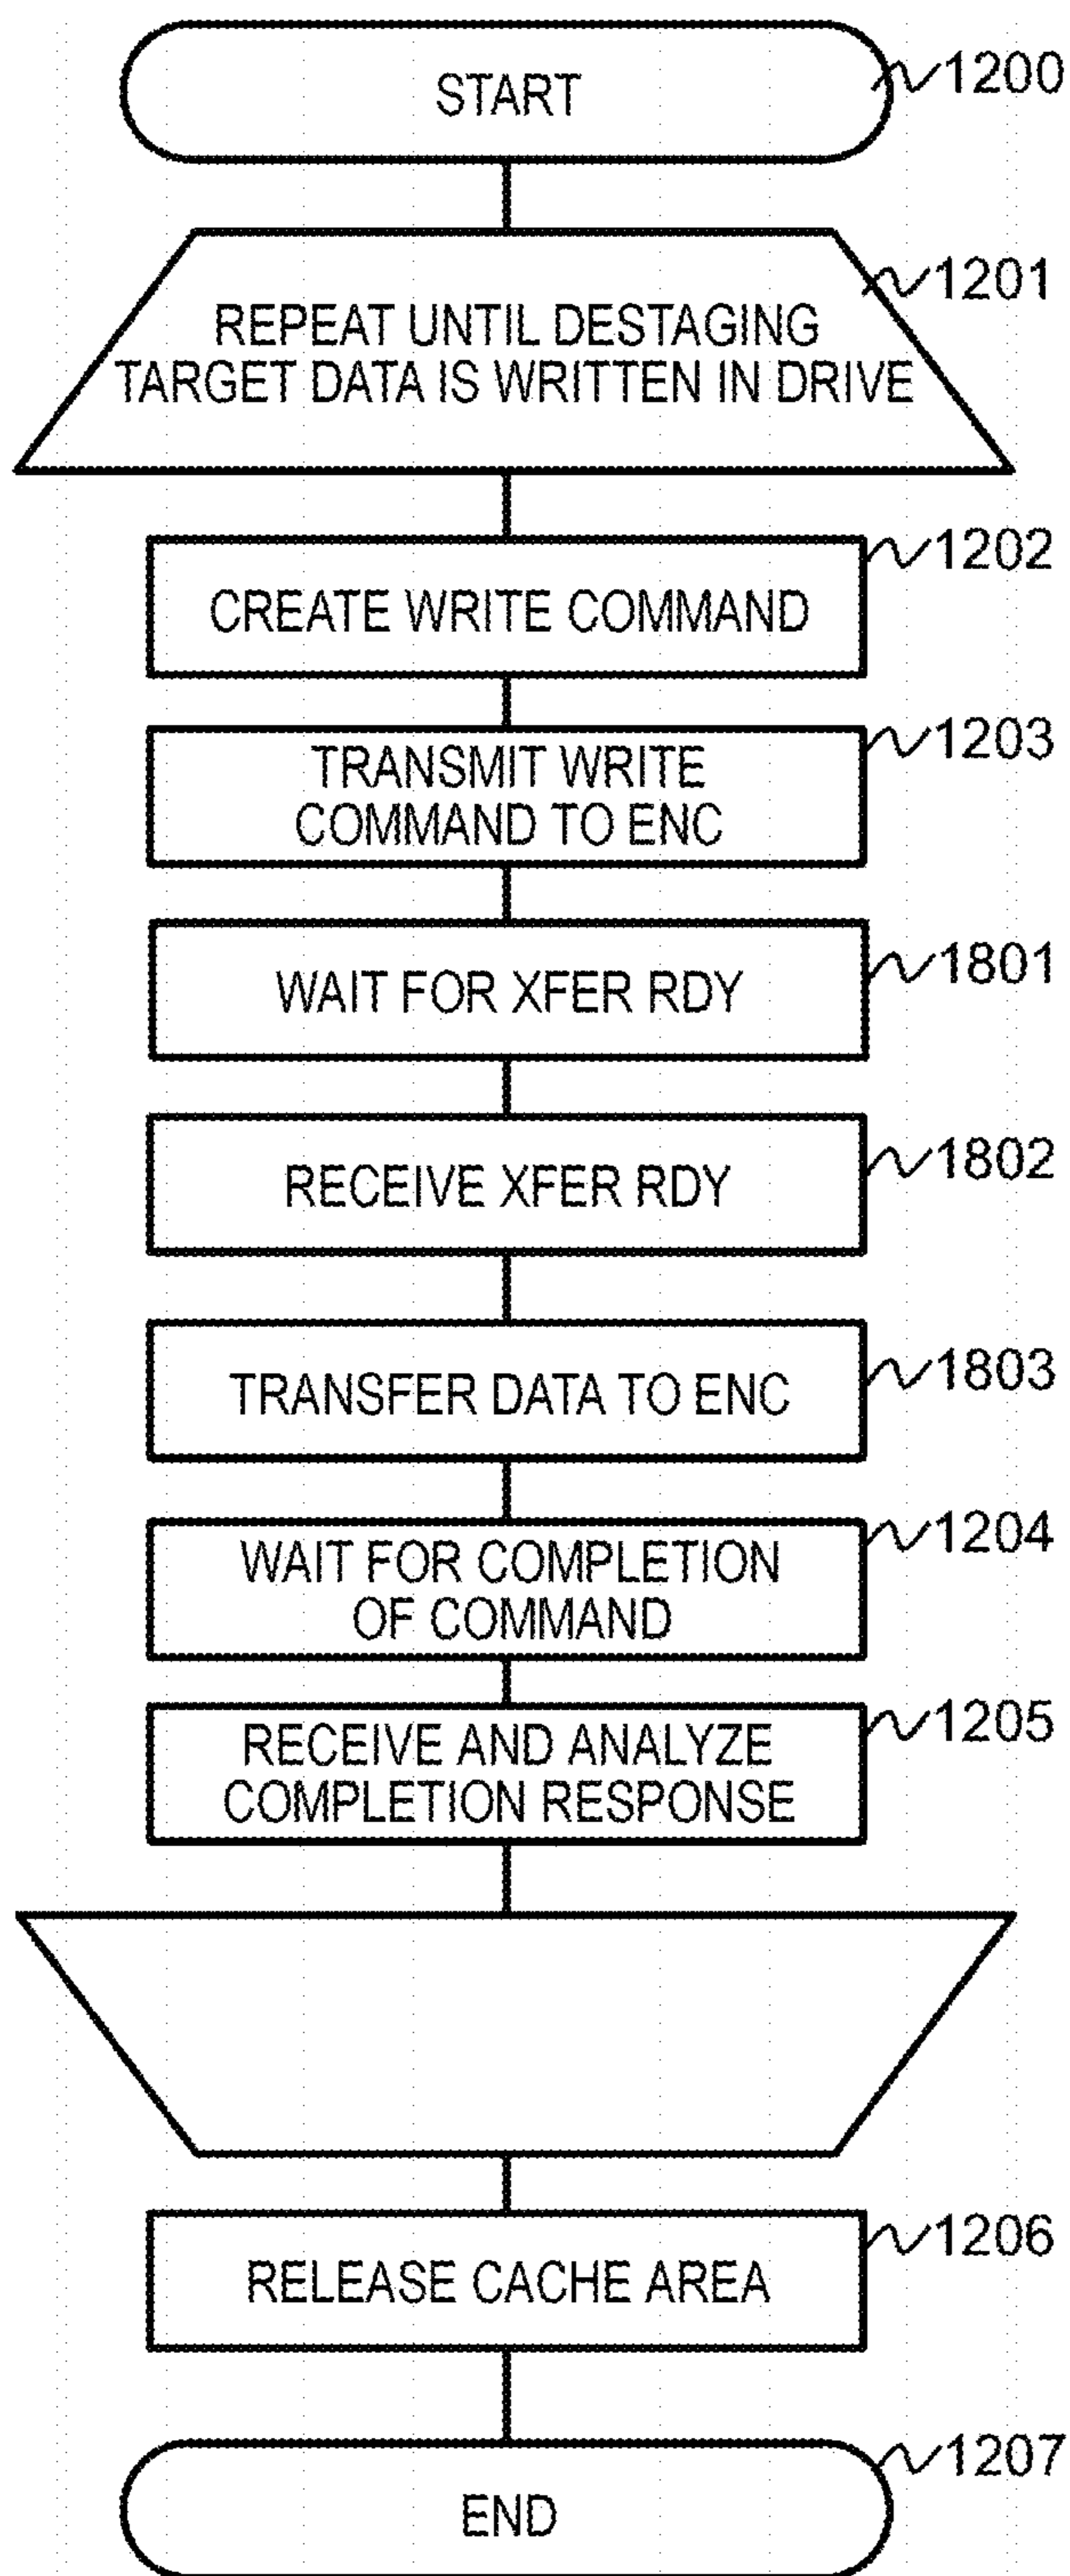 START
1200
REPEAT UNTIL DESTAGING
TARGET DATA IS WRITTEN IN DRIVE
1201
CREATE WRITE COMMAND
1202
TRANSMIT WRITE
COMMAND TO ENC
1203
WAIT FOR XFER RDY
1801
RECEIVE XFER RDY
1802
TRANSFER DATA TO ENC
1803
WAIT FOR COMPLETION
OF COMMAND
1204
RECEIVE AND ANALYZE
COMPLETION RESPONSE
1205
RELEASE CACHE AREA
1206
END
1207